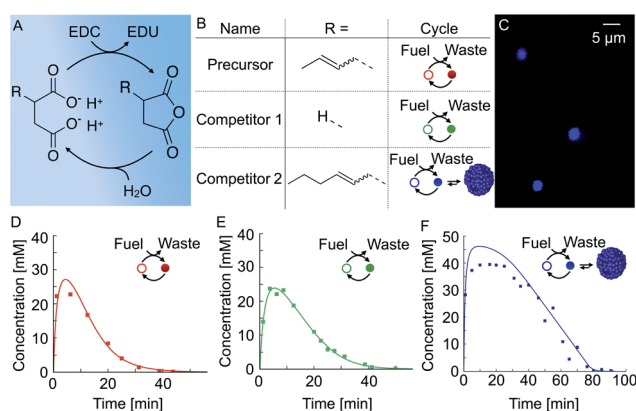 A
EDC EDU
R
O
O⁻ H⁺
O⁻ H⁺
O
R
O
O
O
H₂O
B
Name R = Cycle
Precursor
Fuel Waste
Competitor 1
H
Fuel Waste
Competitor 2
Fuel Waste
C
5 μm
D
Fuel Waste
Concentration [mM]
40
30
20
10
0
0 20 40
Time [min]
E
Fuel Waste
Concentration [mM]
40
30
20
10
0
0 20 40
Time [min]
F
Fuel Waste
Concentration [mM]
50
40
30
20
10
0
0 20 40 60 80 100
Time [min]